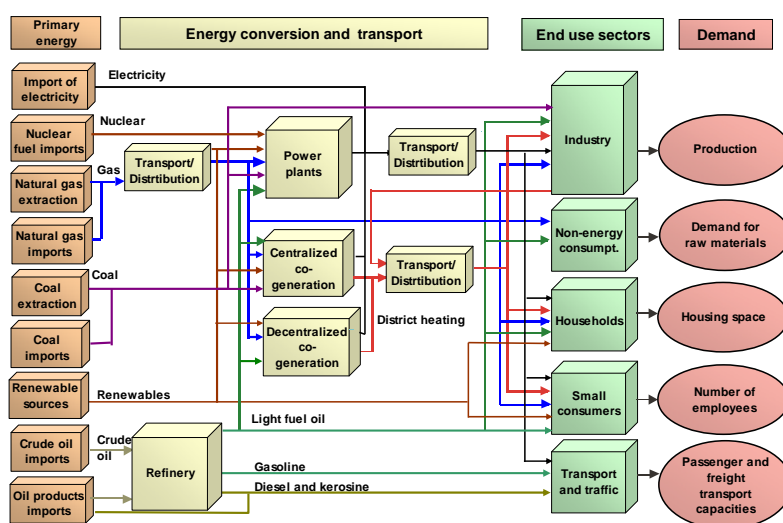 Primary
energy
Energy conversion and transport
End use sectors
Demand
Import of
electricity
Electricity
Nuclear
fuel imports
Nuclear
Natural gas
extraction
Gas
Natural gas
imports
Transport/
Distrtibution
Power
plants
Transport/
Distrtibution
Industry
Production
Non-energy
consumpt.
Demand for
raw materials
Coal
extraction
Coal
Coal
imports
Centralized
co-
generation
Transport/
Distrtibution
Decentralized
co-
generation
District heating
Households
Housing space
Renewable
sources
Renewables
Small
consumers
Number of
employees
Light fuel oil
Crude oil
imports
Crude
oil
Refinery
Oil products
imports
Gasoline
Diesel and kerosine
Transport
and traffic
Passenger and
freight
transport
capacities